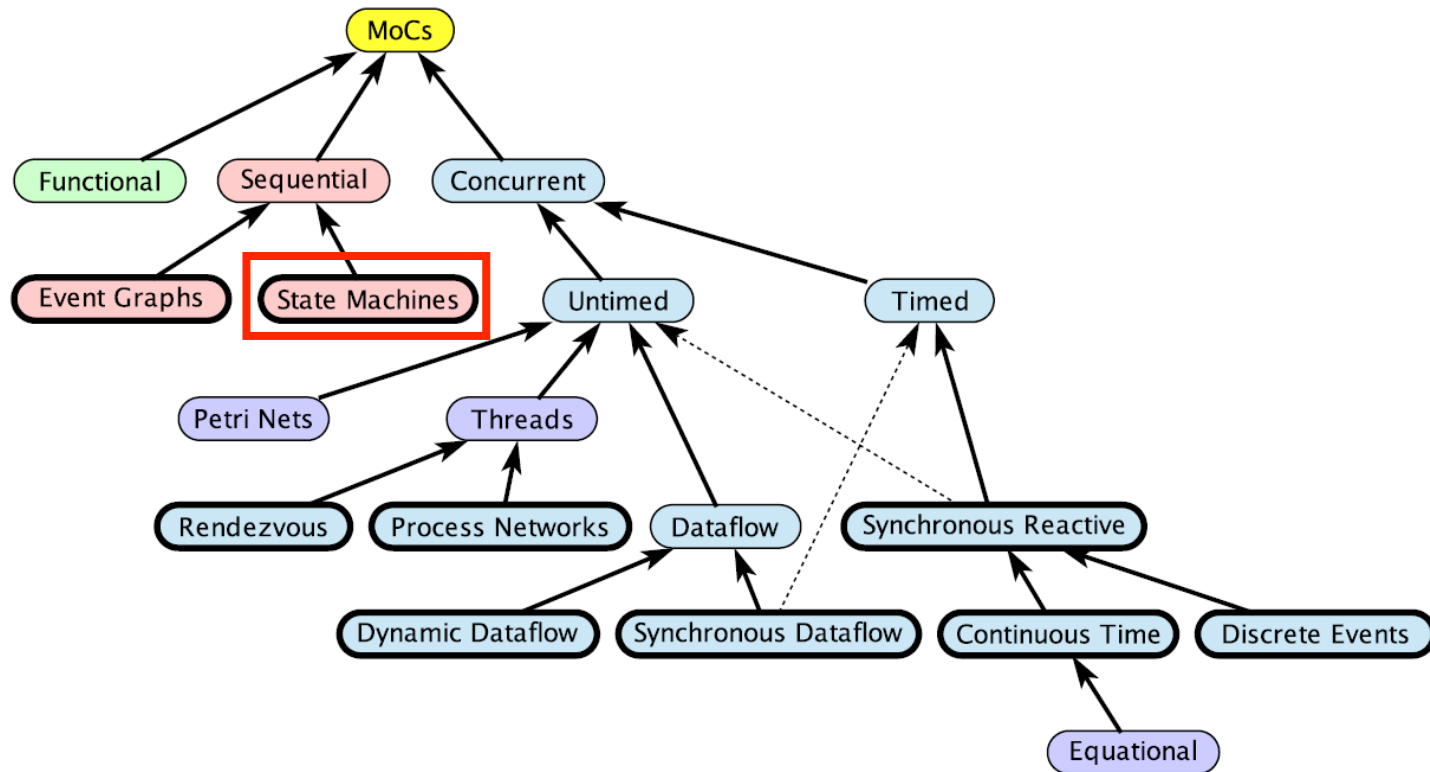 MoCs
Functional
Sequential
Concurrent
Event Graphs
State Machines
Untimed
Timed
Petri Nets
Threads
Rendezvous
Process Networks
Dataflow
Synchronous Reactive
Dynamic Dataflow
Synchronous Dataflow
Continuous Time
Discrete Events
Equational